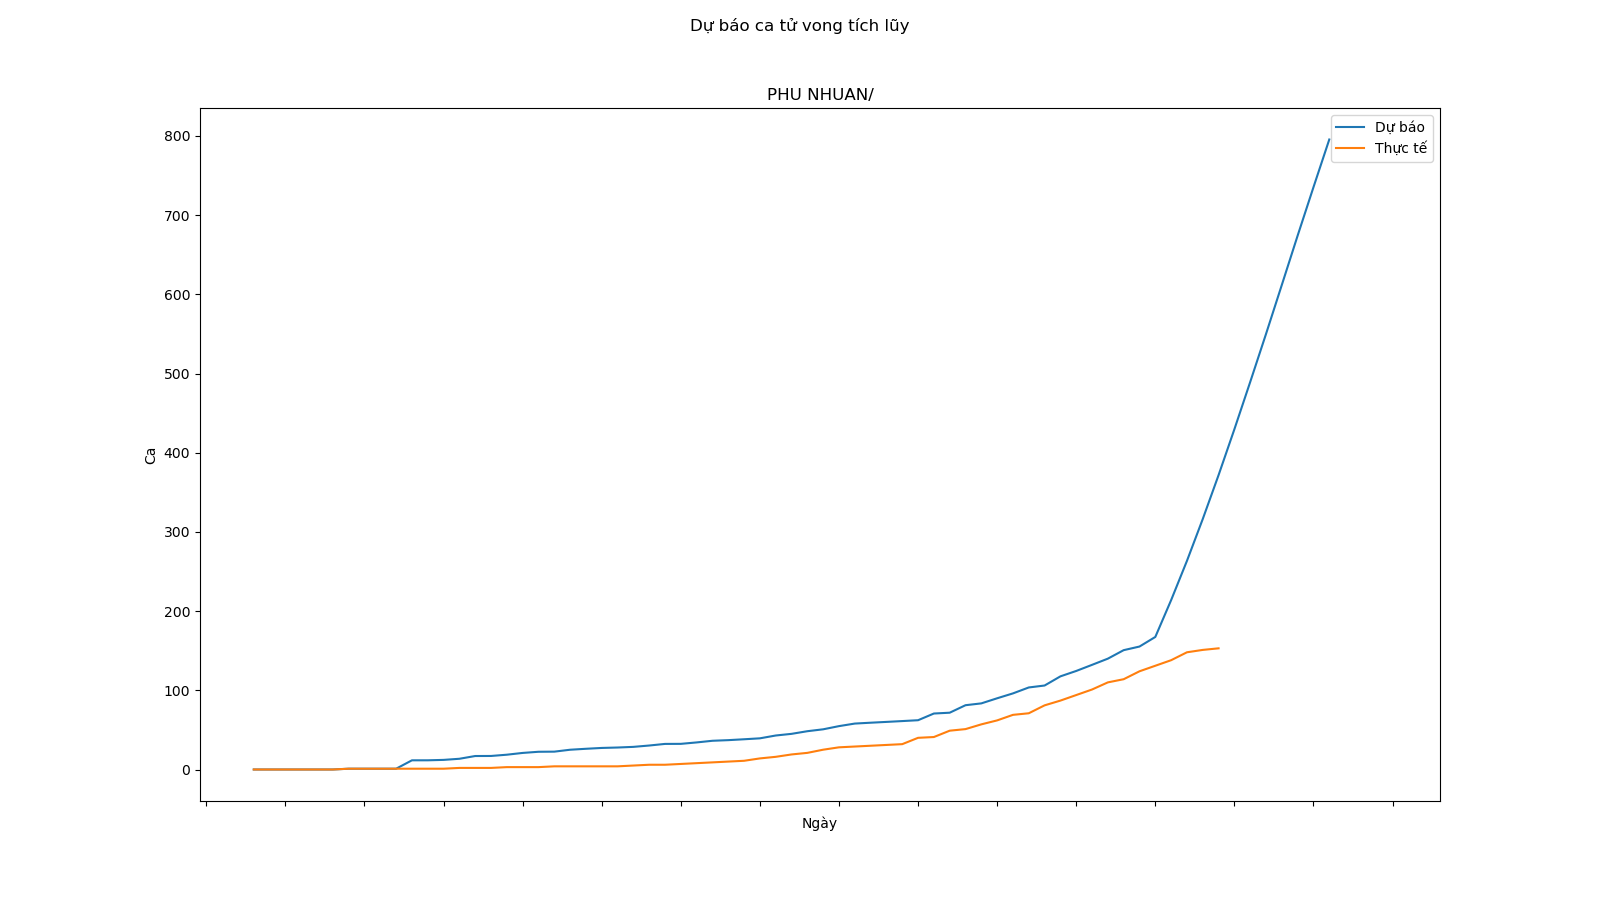 Dự báo ca tử vong tích lũy
PHU NHUAN/
Dự báo
Thực tế
800
700
600
500
400
300
200
100
0
Ca
Ngày